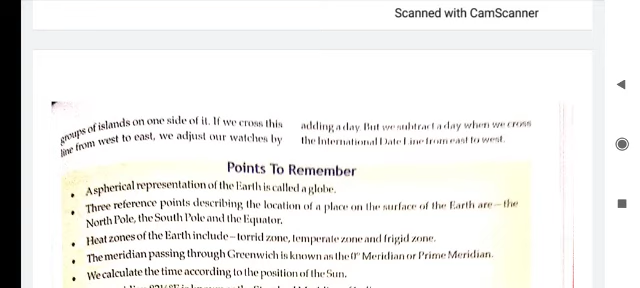 Scanned with CamScanner
groups of islands on one side of it. If we cross this
line from west to east, we adjust our watches by
adding a day. But we subtract a day when we cross
the International Date Line from east to west.
Points To Remember
• A spherical representation of the Earth is called a globe.
• Three reference points describing the location of a place on the surface of the Earth are – the
North Pole, the South Pole and the Equator.
• Heat zones of the Earth include – torrid zone, temperate zone and frigid zone.
• The meridian passing through Greenwich is known as the 0° Meridian or Prime Meridian.
• We calculate the time according to the position of the Sun.